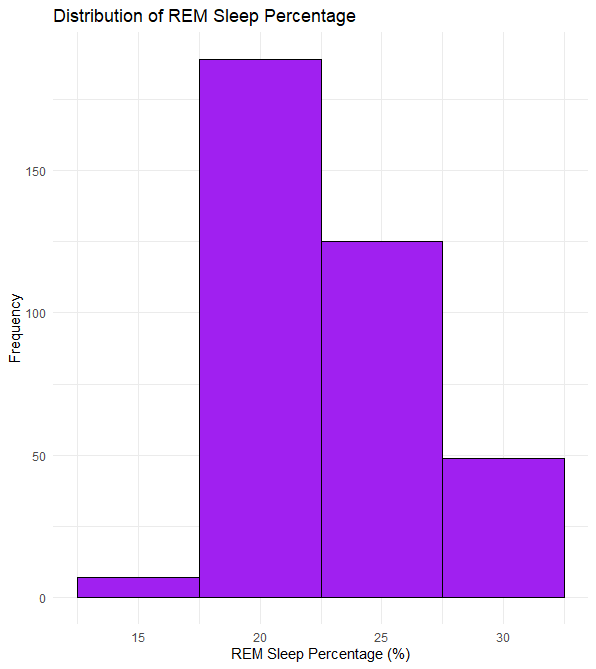 Distribution of REM Sleep Percentage
Frequency
150
100
50
0
15 20 25 30
REM Sleep Percentage (%)